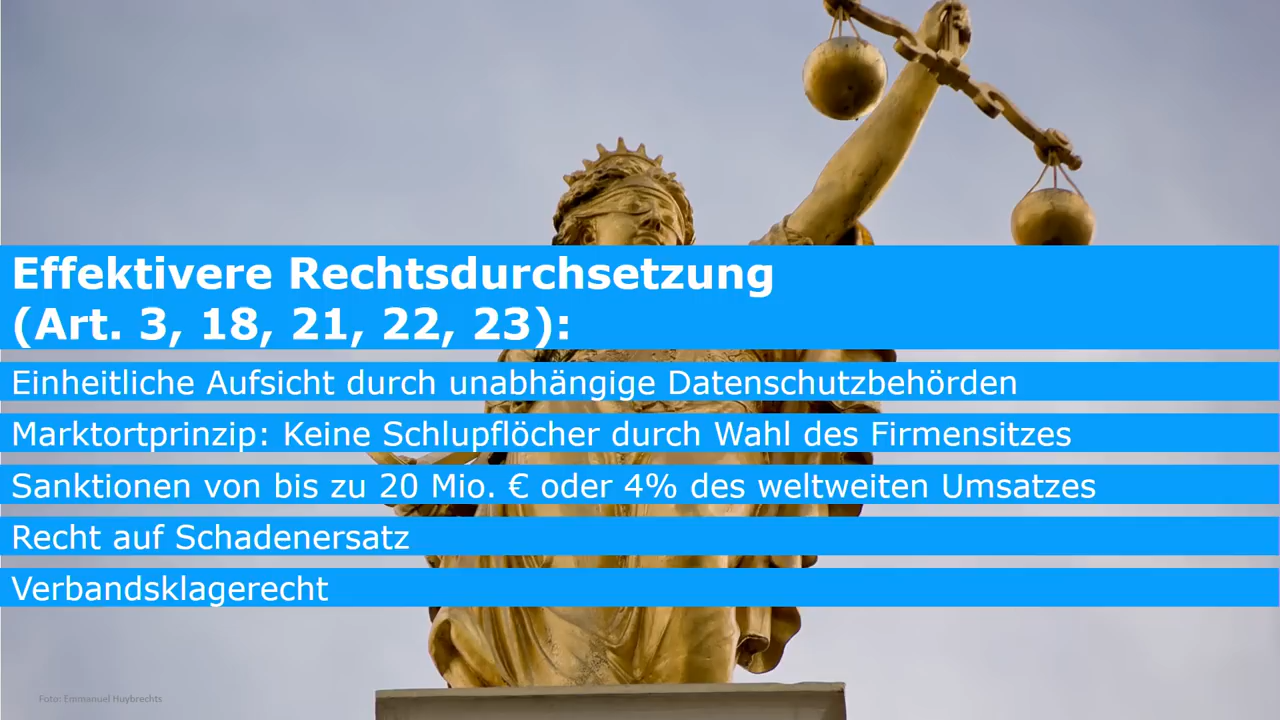 Effektivere Rechtsdurchsetzung
(Art. 3, 18, 21, 22, 23):
Einheitliche Aufsicht durch unabhängige Datenschutzbehörden
Marktortprinzip: Keine Schlupflöcher durch Wahl des Firmensitzes
Sanktionen von bis zu 20 Mio. € oder 4% des weltweiten Umsatzes
Recht auf Schadenersatz
Verbandsklagerecht
Foto: Emmanuel Huybrechts